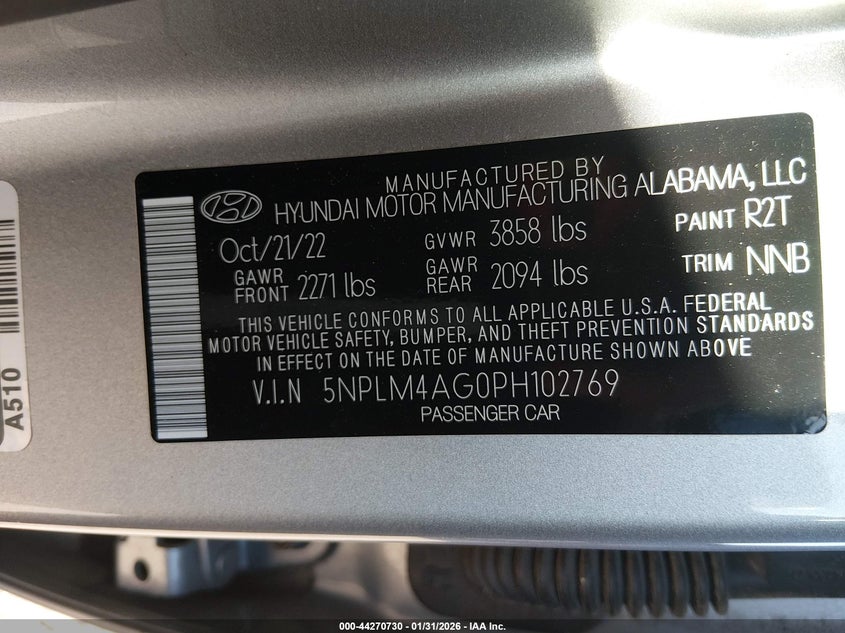 MANUFACTURED BY
HYUNDAI MOTOR MANUFACTURING ALABAMA, LLC
Oct/21/22 GVWR 3858 lbs PAINT R2T
GAWR FRONT 2271 lbs GAWR REAR 2094 lbs TRIM NNB
THIS VEHICLE CONFORMS TO ALL APPLICABLE U.S.A. FEDERAL
MOTOR VEHICLE SAFETY, BUMPER, AND THEFT PREVENTION STANDARDS
IN EFFECT ON THE DATE OF MANUFACTURE SHOWN ABOVE
V.I.N 5NPLM4AG0PH102769
PASSENGER CAR
A510
000-44270730 - 01/31/2026 - IAA Inc.